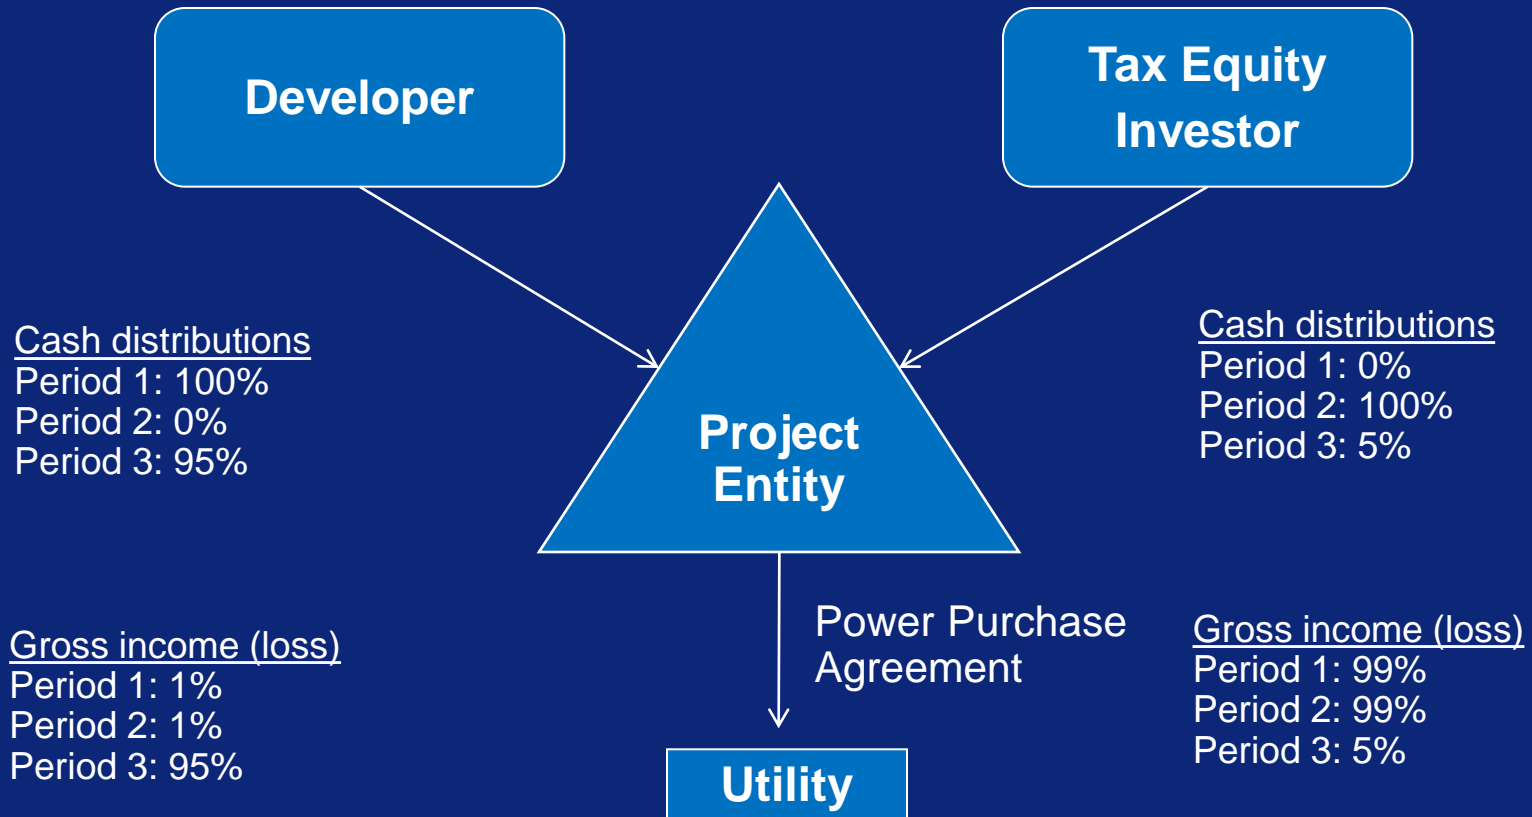 Developer
Tax Equity
Investor
Cash distributions
Period 1: 100%
Period 2: 0%
Period 3: 95%
Cash distributions
Period 1: 0%
Period 2: 100%
Period 3: 5%
Project
Entity
Gross income (loss)
Period 1: 1%
Period 2: 1%
Period 3: 95%
Power Purchase
Agreement
Gross income (loss)
Period 1: 99%
Period 2: 99%
Period 3: 5%
Utility